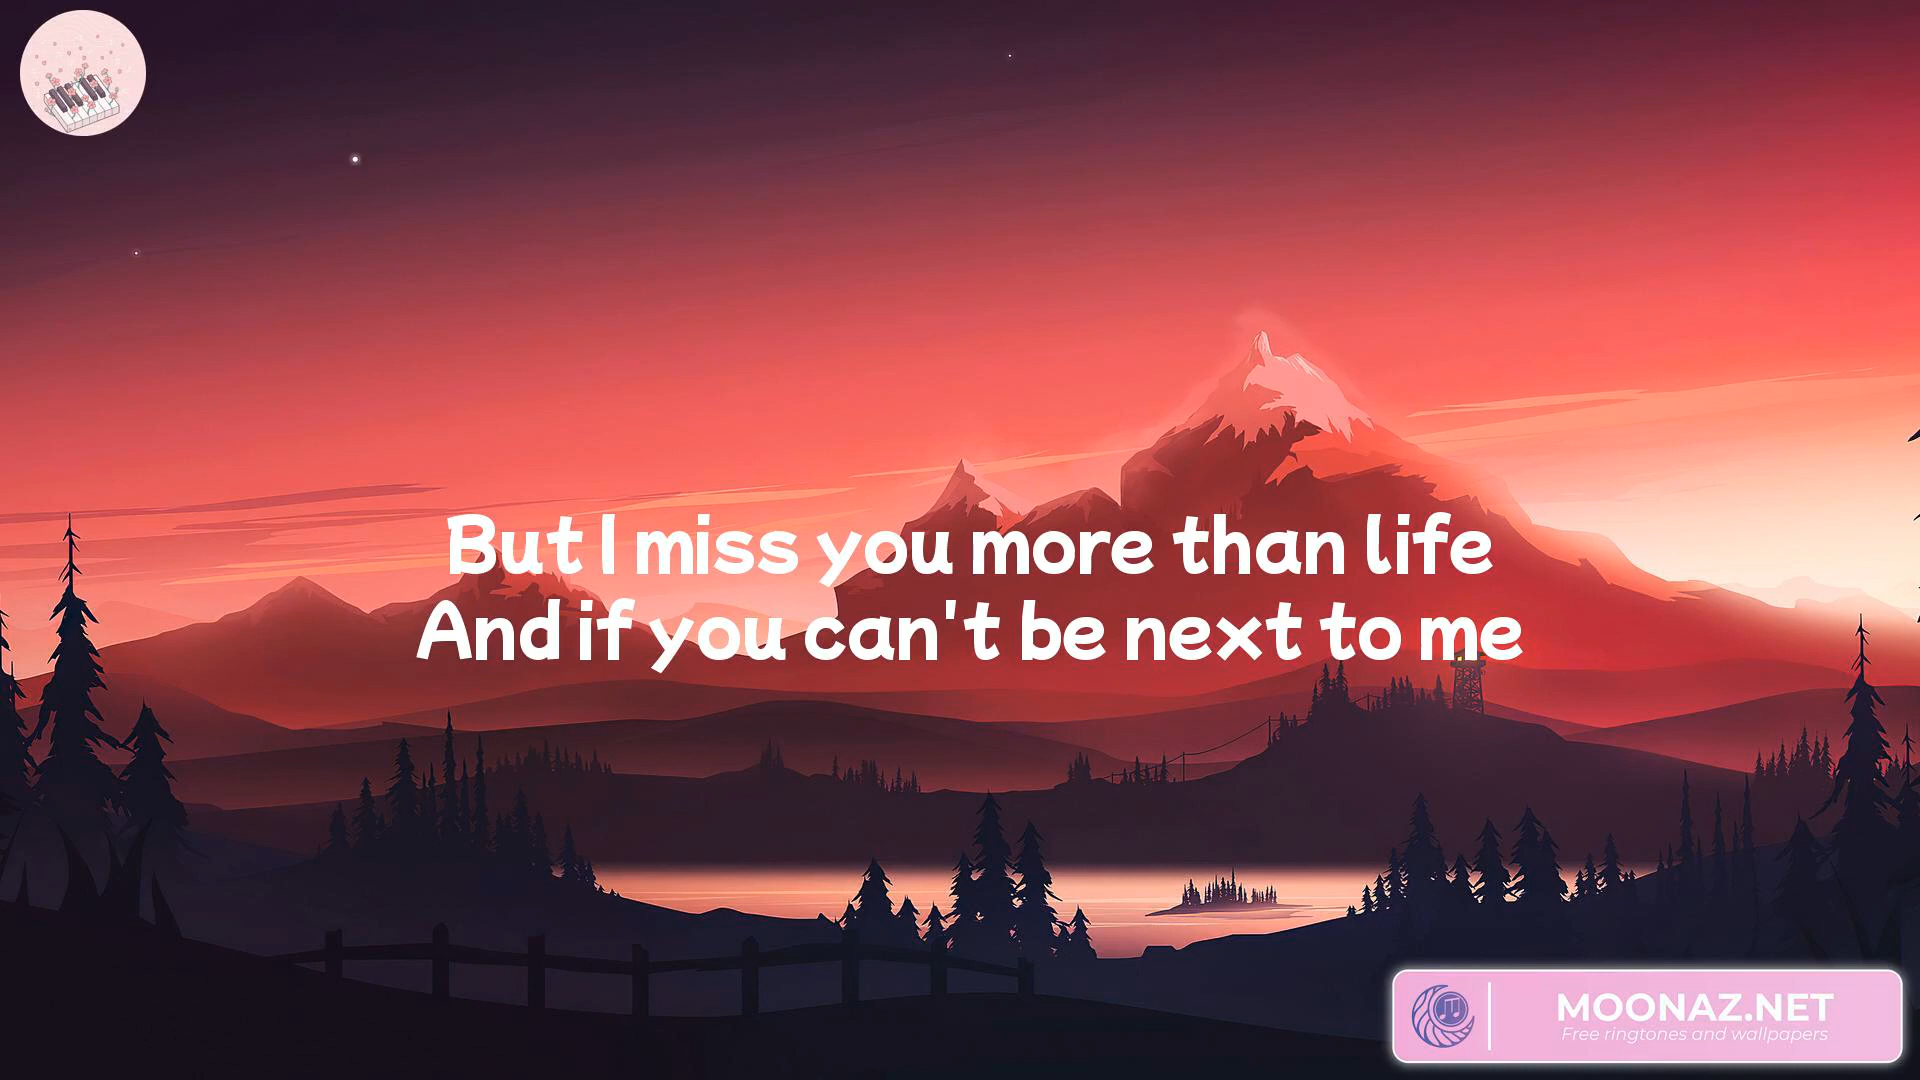 But I miss you more than life
And if you can't be next to me
MOONAZ.NET
Free ringtones and wallpapers